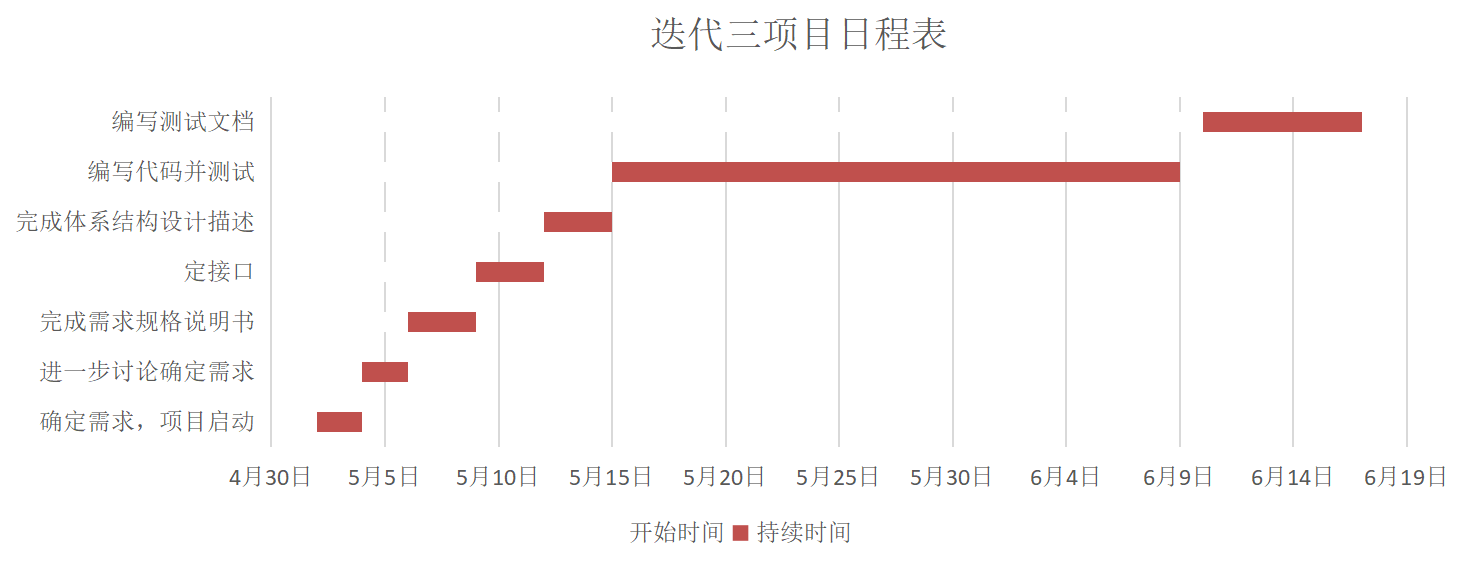 迭代三项目日程表
编写测试文档
编写代码并测试
完成体系结构设计描述
定接口
完成需求规格说明书
进一步讨论确定需求
确定需求，项目启动
4月30日 5月5日 5月10日 5月15日 5月20日 5月25日 5月30日 6月4日 6月9日 6月14日 6月19日
开始时间 持续时间